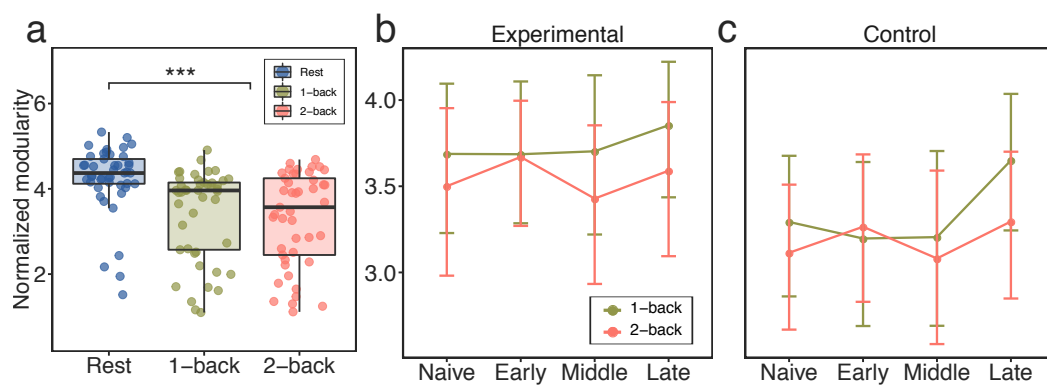 a
Normalized modularity
6
4
2
***
Rest
1−back
2−back
Rest
1−back
2−back
b
Experimental
4.0
3.5
3.0
1−back
2−back
Naive
Early
Middle
Late
c
Control
Naive
Early
Middle
Late